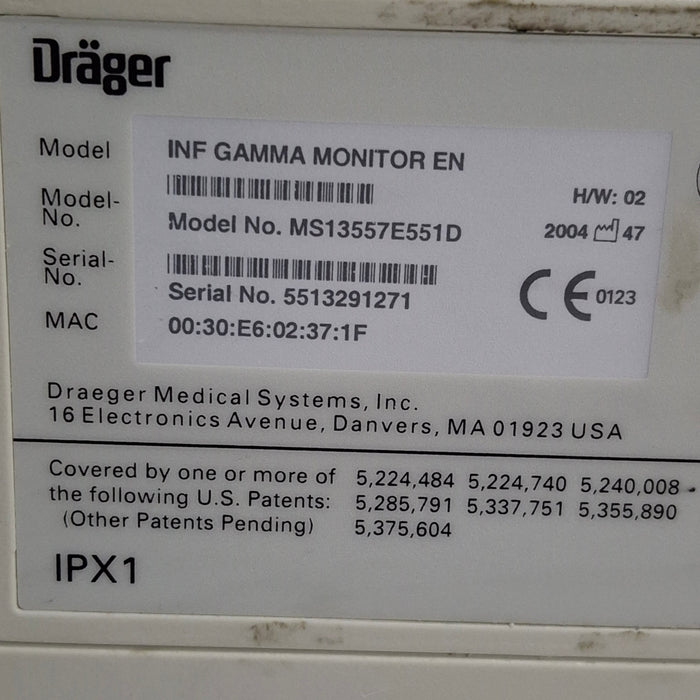 Dräger
Model INF GAMMA MONITOR EN
H/W: 02
Model-
No. Model No. MS13557E551D
2004 47
Serial-
No. Serial No. 5513291271
CE 0123
MAC 00:30:E6:02:37:1F
Draeger Medical Systems, Inc.
16 Electronics Avenue, Danvers, MA 01923 USA
Covered by one or more of 5,224,484 5,224,740 5,240,008
the following U.S. Patents: 5,285,791 5,337,751 5,355,890
(Other Patents Pending) 5,375,604
IPX1